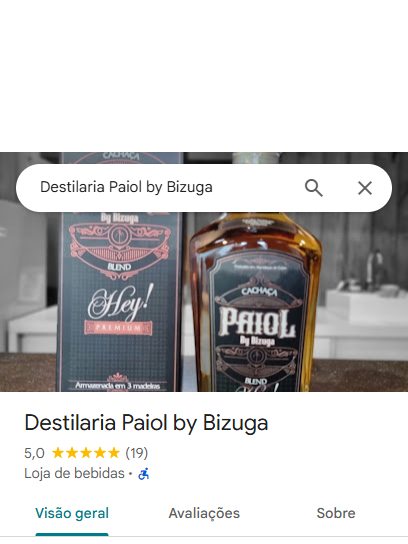 Destilaria Paiol by Bizuga
CACHAÇA
By Bizuga
BLEND
Hey!
PREMIUM
Armazenada em 3 madeiras
CACHAÇA
PAIOL
By Bizuga
BLEND
Destilaria Paiol by Bizuga
5,0 (19)
Loja de bebidas ·
Visão geral Avaliações Sobre